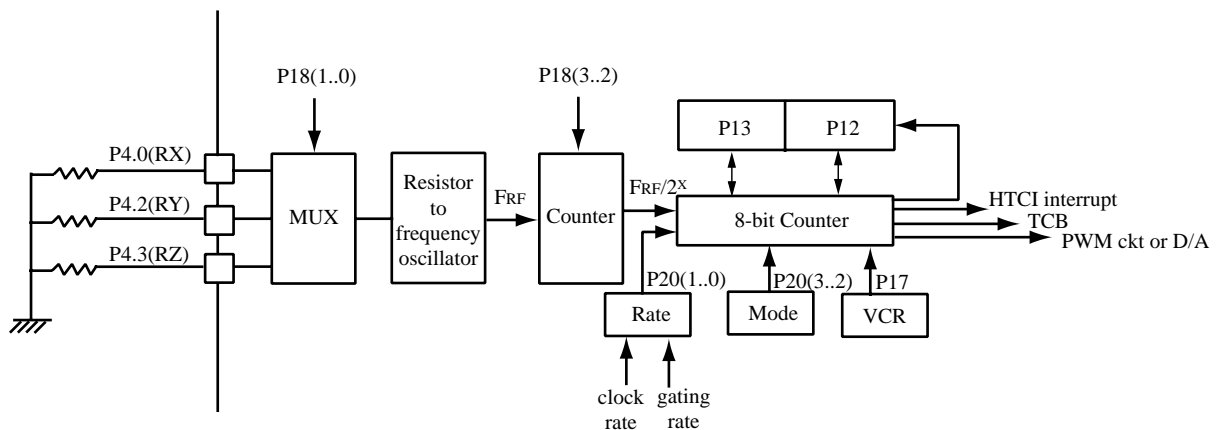 P18(1..0)
P18(3..2)
P13
P12
P4.0(RX)
P4.2(RY)
P4.3(RZ)
MUX
Resistor
to
frequency
oscillator
FRF
Counter
FRF/2X
8-bit Counter
HTCI interrupt
TCB
PWM ckt or D/A
P20(1..0)
P20(3..2)
P17
Rate
Mode
VCR
clock
rate
gating
rate